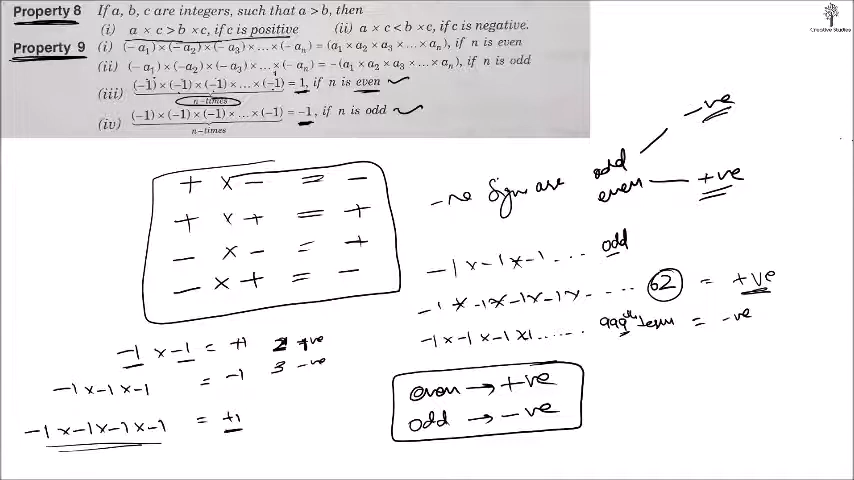 Property 8 If a, b, c are integers, such that a > b, then
(i) a × c > b × c, if c is positive (ii) a × c < b × c, if c is negative.
Property 9 (i) (– a₁) × (– a₂) × (– a₃) × ... × (– aₙ) = (a₁ × a₂ × a₃ × ... × aₙ), if n is even
(ii) (– a₁) × (– a₂) × (– a₃) × ... × (– aₙ) = –(a₁ × a₂ × a₃ × ... × aₙ), if n is odd
(iii) (–1) × (–1) × (–1) × ... × (–1) = 1, if n is even
n-times
(iv) (–1) × (–1) × (–1) × ... × (–1) = –1, if n is odd
n-times
Creative Studies
+ × – = –
+ × + = +
– × – = +
– × + = –
–1 × –1 = +1 2 +ve
–1 × –1 × –1 = –1 3 –ve
–1 × –1 × –1 × –1 = +1
–ve Sign are odd –ve
even +ve
–1 × –1 × –1 .... odd
–1 × –1 × –1 × –1 × ...... 62 = +ve
–1 × –1 × –1 × 1 ...... 999th term = –ve
even → +ve
odd → –ve